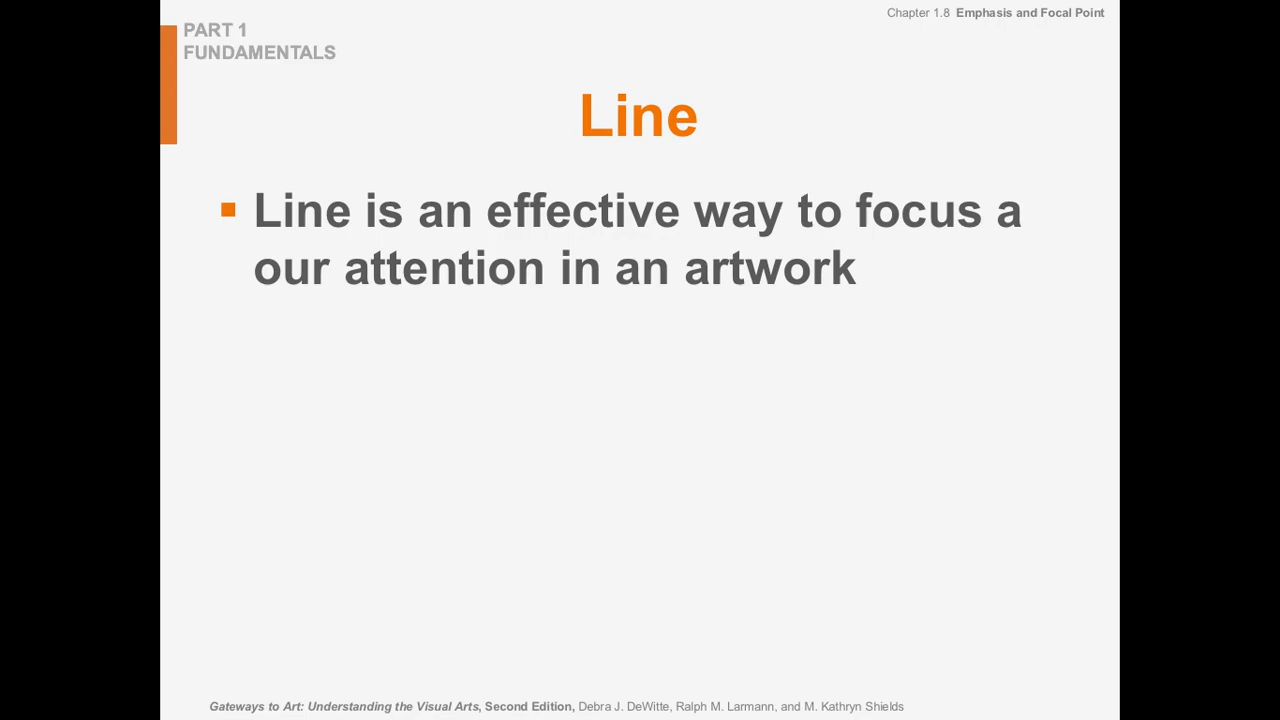 Chapter 1.8 Emphasis and Focal Point
PART 1
FUNDAMENTALS
Line
▪ Line is an effective way to focus a
our attention in an artwork
Gateways to Art: Understanding the Visual Arts, Second Edition, Debra J. DeWitte, Ralph M. Larmann, and M. Kathryn Shields